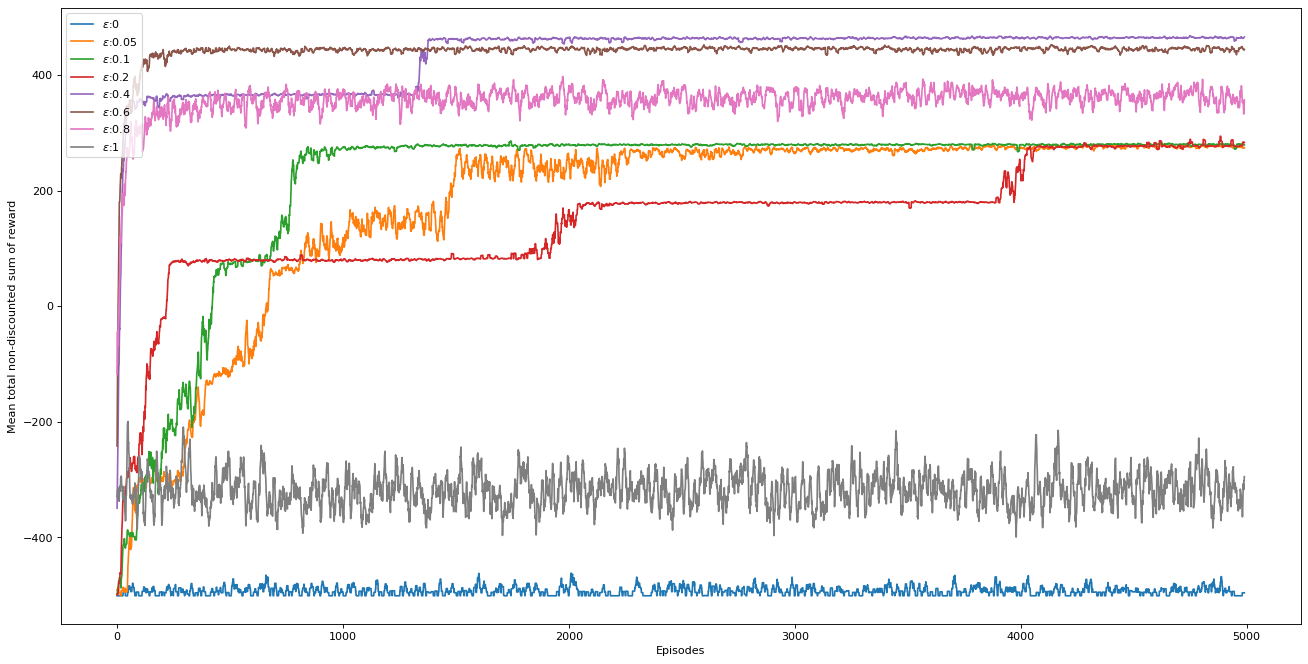 ε:0
ε:0.05
ε:0.1
ε:0.2
ε:0.4
ε:0.6
ε:0.8
ε:1
400
200
0
−200
−400
Mean total non-discounted sum of reward
0 1000 2000 3000 4000 5000
Episodes